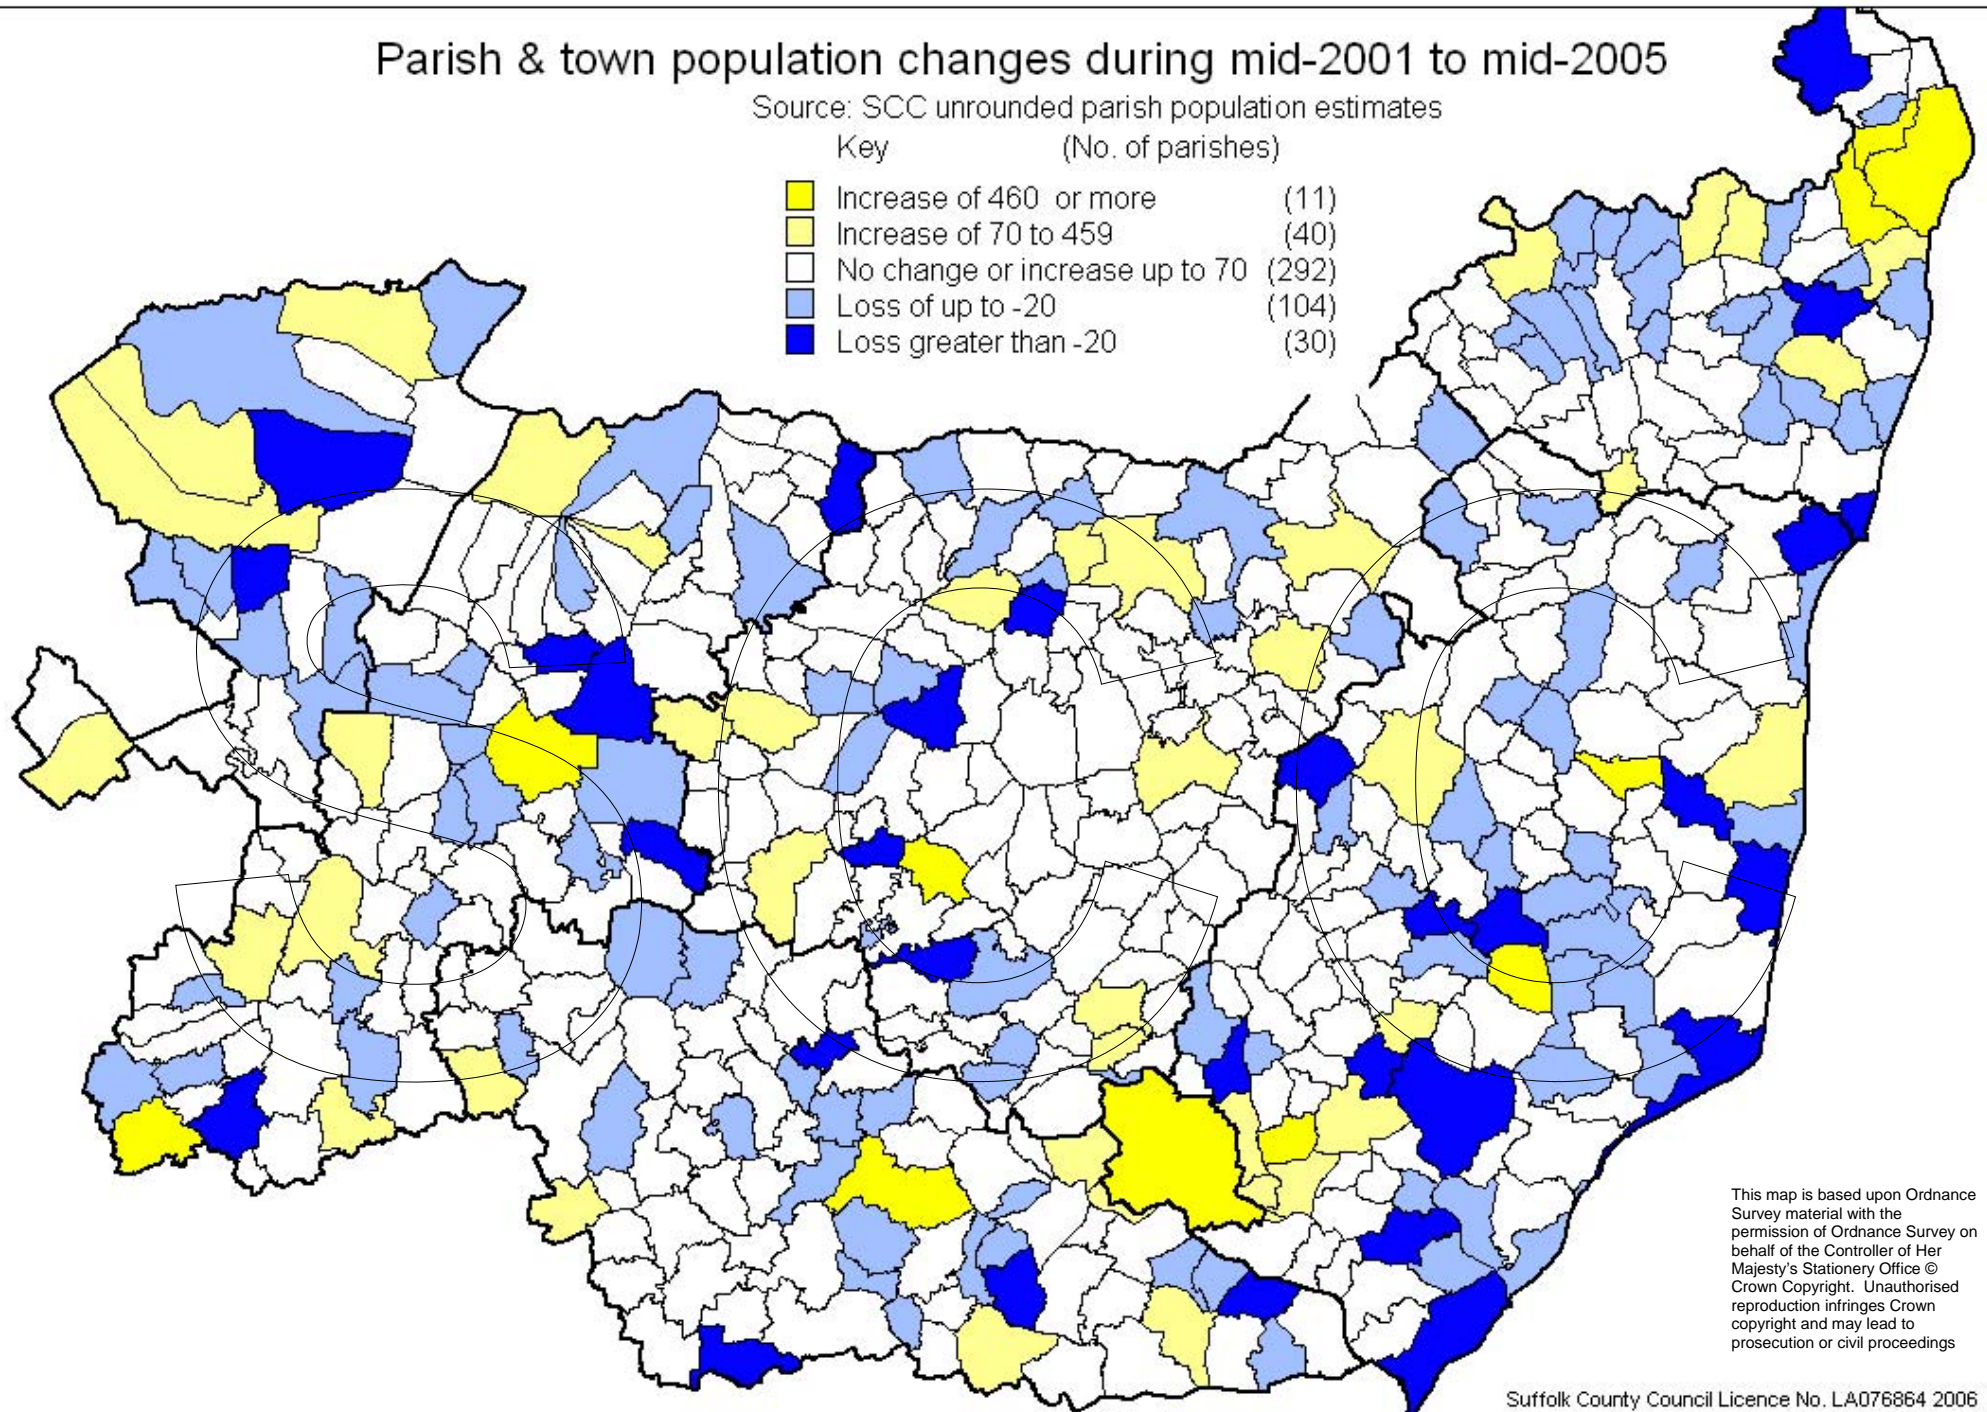 Parish & town population changes during mid-2001 to mid-2005
Source: SCC unrounded parish population estimates
Key (No. of parishes)
Increase of 460 or more (11)
Increase of 70 to 459 (40)
No change or increase up to 70 (292)
Loss of up to -20 (104)
Loss greater than -20 (30)
This map is based upon Ordnance
Survey material with the
permission of Ordnance Survey on
behalf of the Controller of Her
Majesty's Stationery Office ©
Crown Copyright. Unauthorised
reproduction infringes Crown
copyright and may lead to
prosecution or civil proceedings
Suffolk County Council Licence No. LA076864 2006